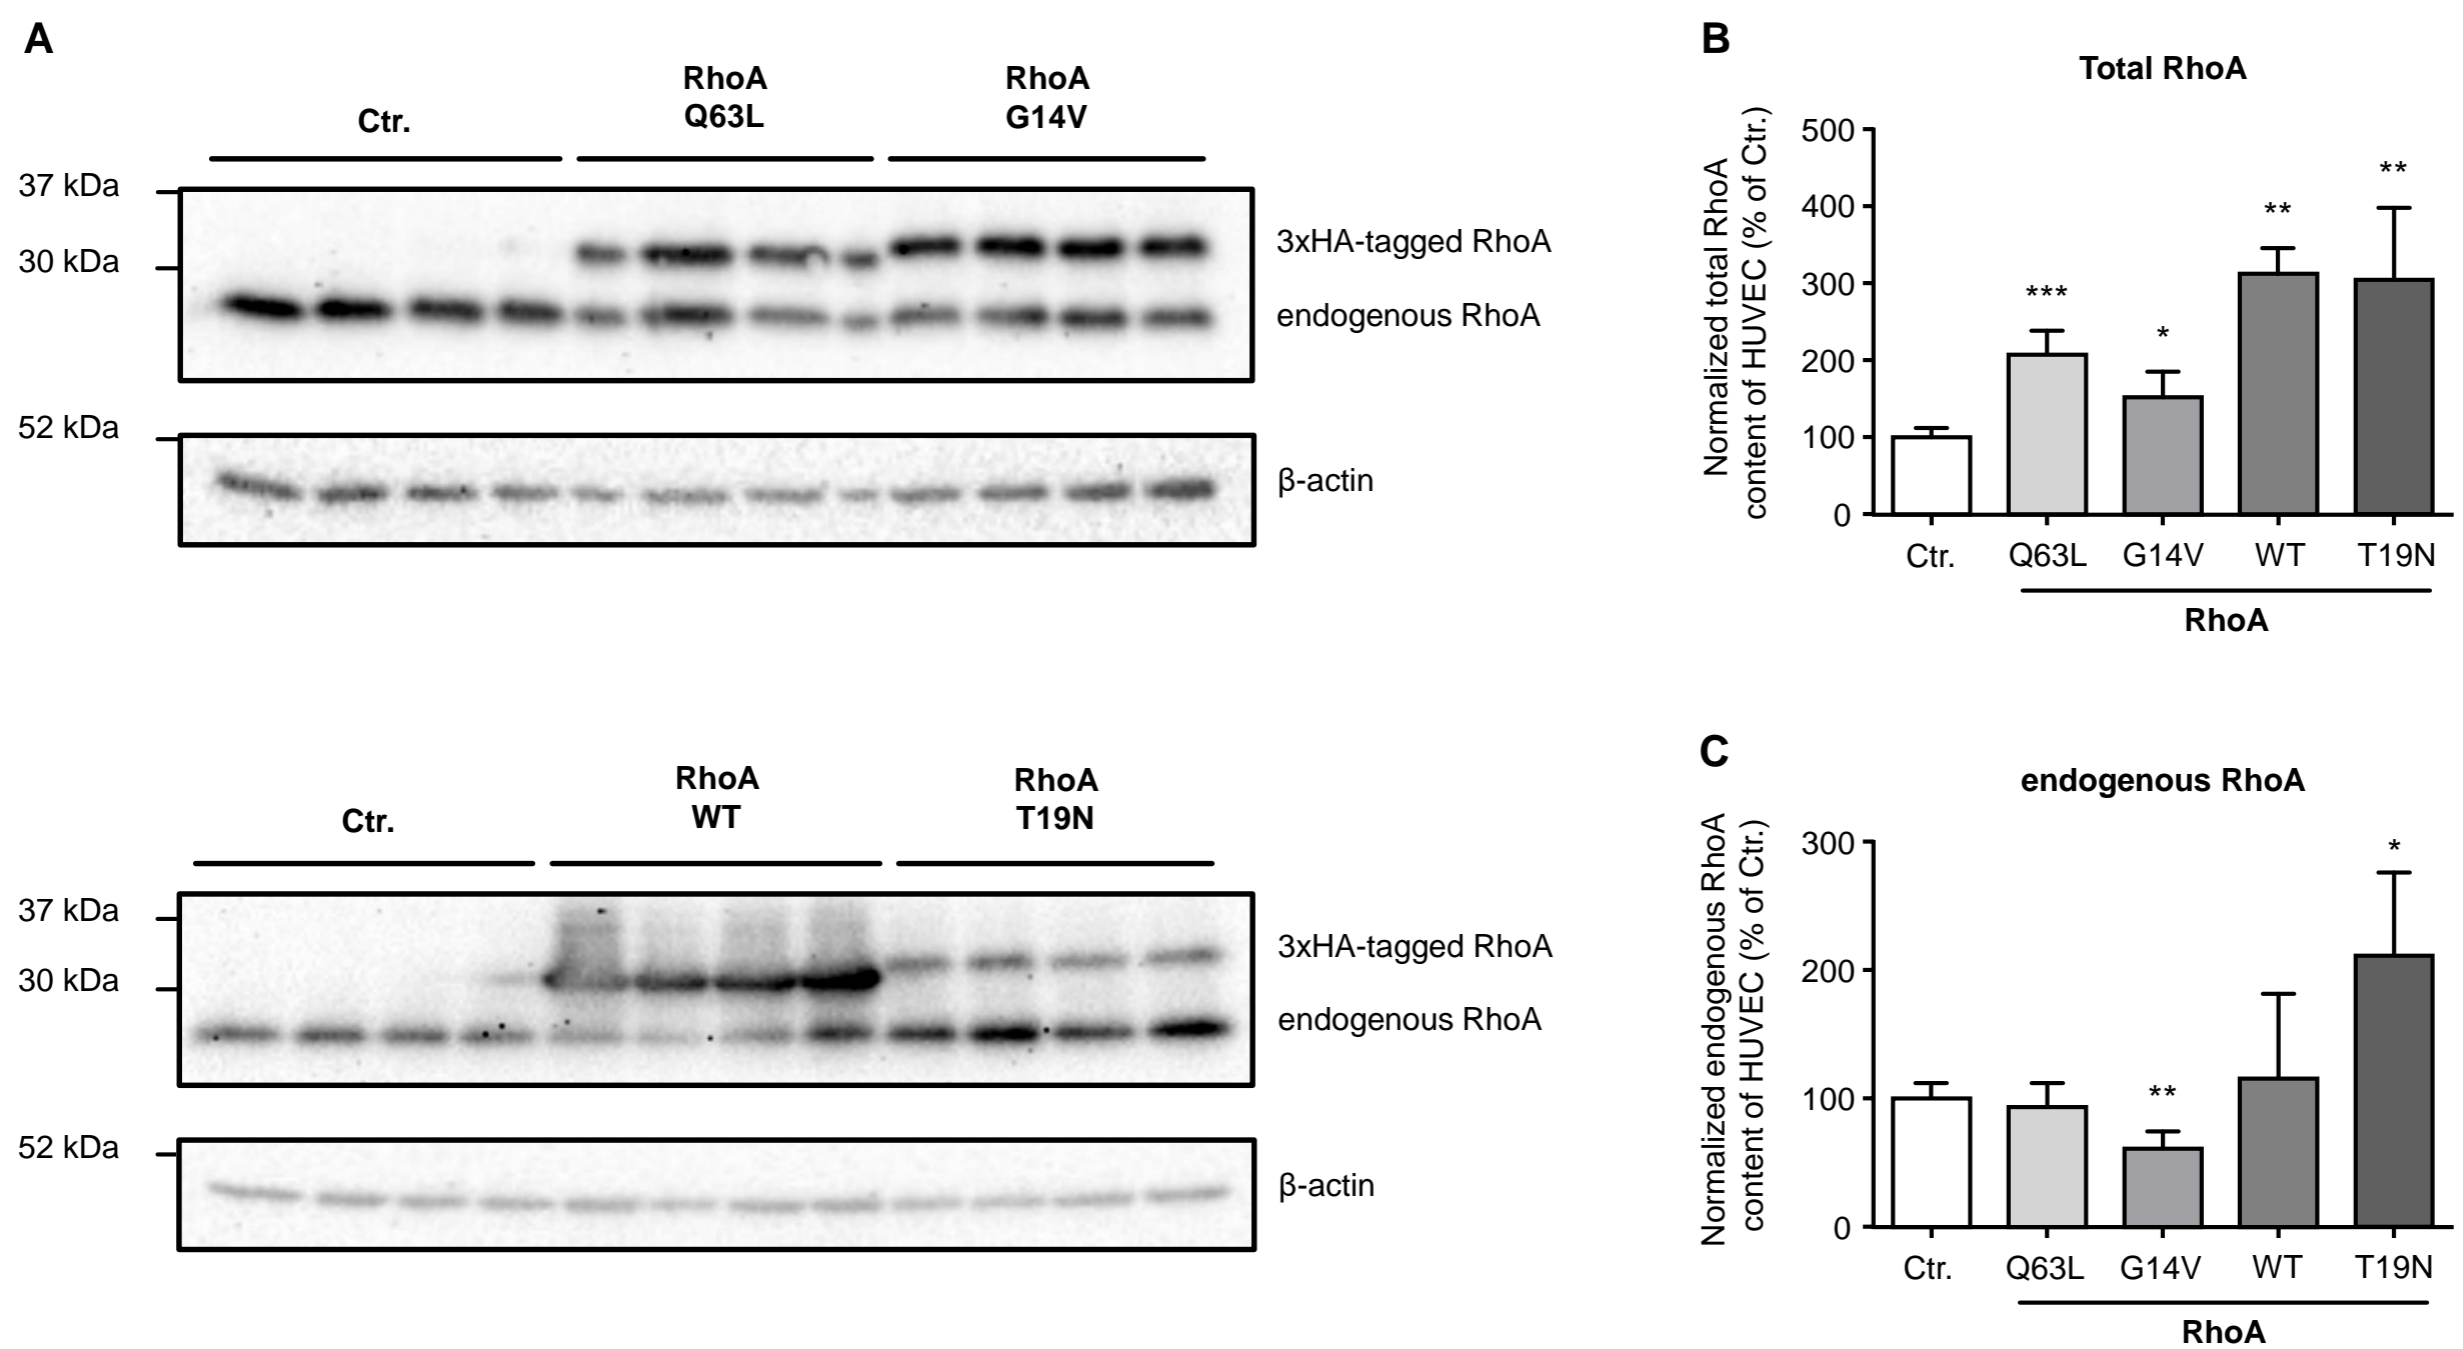 A
RhoA
Q63L
RhoA
G14V
Ctr.
37 kDa
30 kDa
3xHA-tagged RhoA
endogenous RhoA
52 kDa
β-actin
RhoA
WT
RhoA
T19N
Ctr.
37 kDa
30 kDa
3xHA-tagged RhoA
endogenous RhoA
52 kDa
β-actin
B
Total RhoA
Normalized total RhoA
content of HUVEC (% of Ctr.)
500
400
300
200
100
0
***
*
**
**
Ctr. Q63L G14V WT T19N
RhoA
C
endogenous RhoA
Normalized endogenous RhoA
content of HUVEC (% of Ctr.)
300
200
100
0
**
*
Ctr. Q63L G14V WT T19N
RhoA